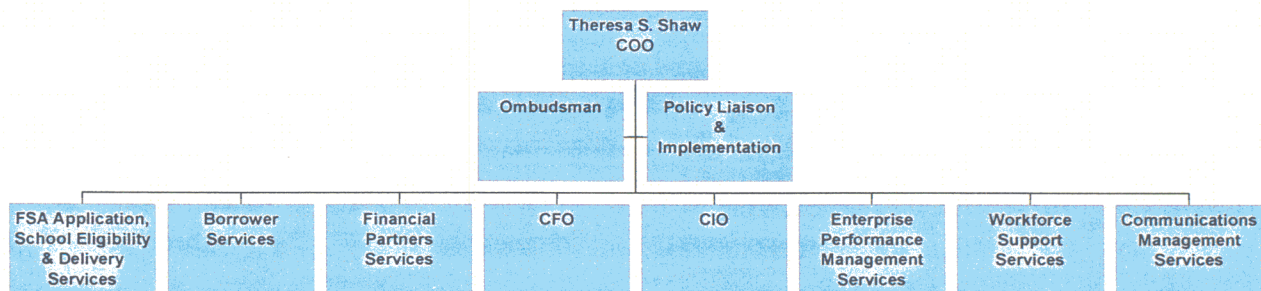 Theresa S. Shaw
COO
Ombudsman
Policy Liaison
&
Implementation
FSA Application,
School Eligibility
& Delivery
Services
Borrower
Services
Financial
Partners
Services
CFO
CIO
Enterprise
Performance
Management
Services
Workforce
Support
Services
Communications
Management
Services